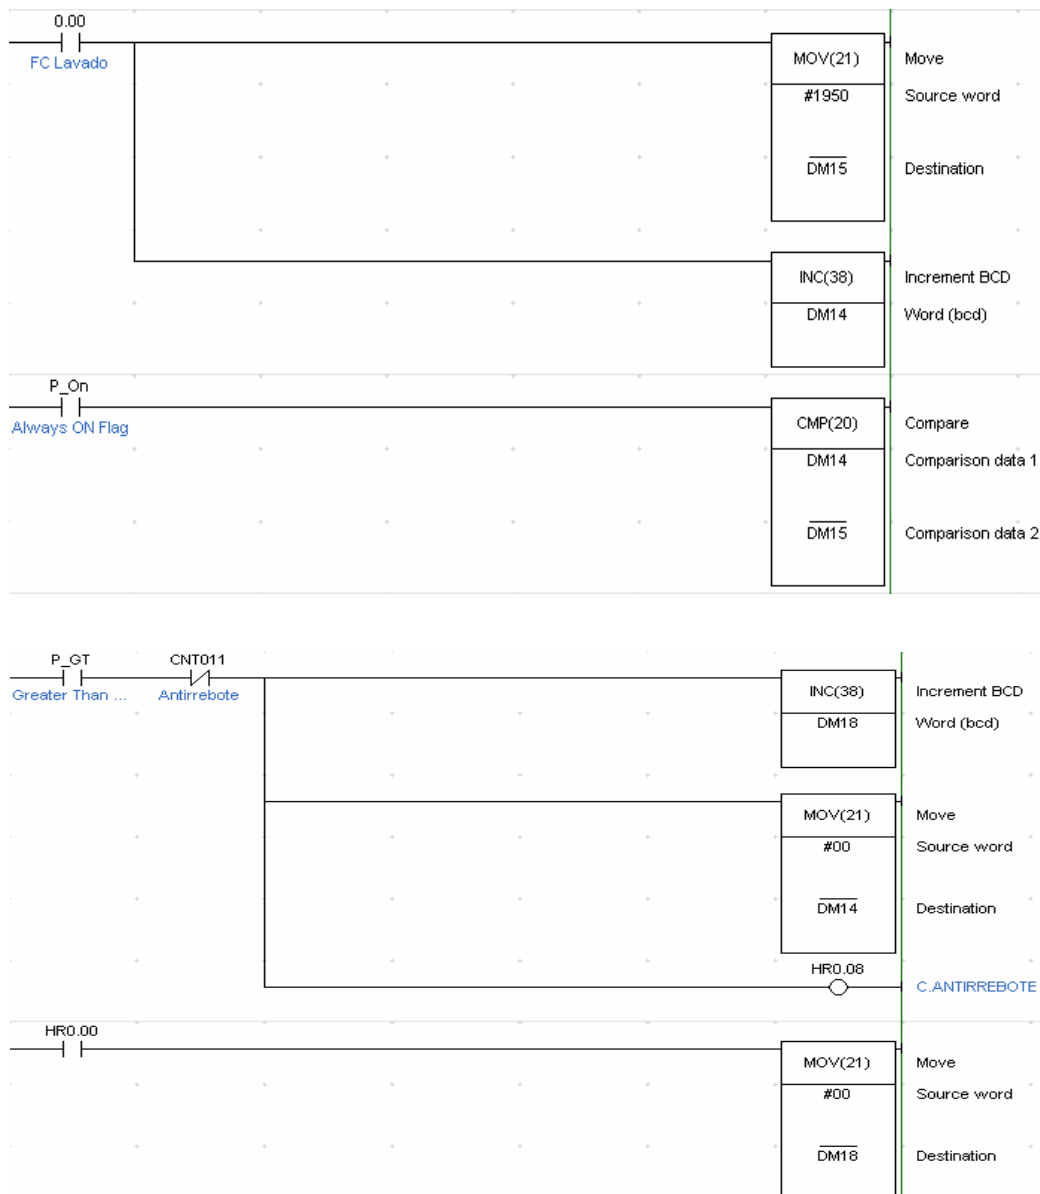 0.00
FC Lavado
MOV(21) Move
#1950 Source word
DM15 Destination
INC(38) Increment BCD
DM14 Word (bcd)
P_On
Always ON Flag
CMP(20) Compare
DM14 Comparison data 1
DM15 Comparison data 2
P_GT CNT011
Greater Than ... Antirrebote
INC(38) Increment BCD
DM18 Word (bcd)
MOV(21) Move
#00 Source word
DM14 Destination
HR0.08
C.ANTIRREBOTE
HR0.00
MOV(21) Move
#00 Source word
DM18 Destination